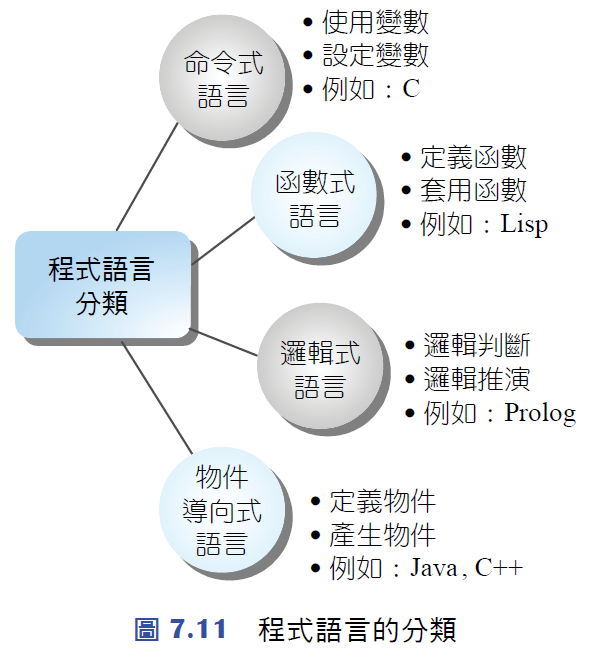 命令式
語言
• 使用變數
• 設定變數
• 例如：C
函數式
語言
• 定義函數
• 套用函數
• 例如：Lisp
程式語言
分類
邏輯式
語言
• 邏輯判斷
• 邏輯推演
• 例如：Prolog
物件
導向式
語言
• 定義物件
• 產生物件
• 例如：Java, C++
圖 7.11 程式語言的分類